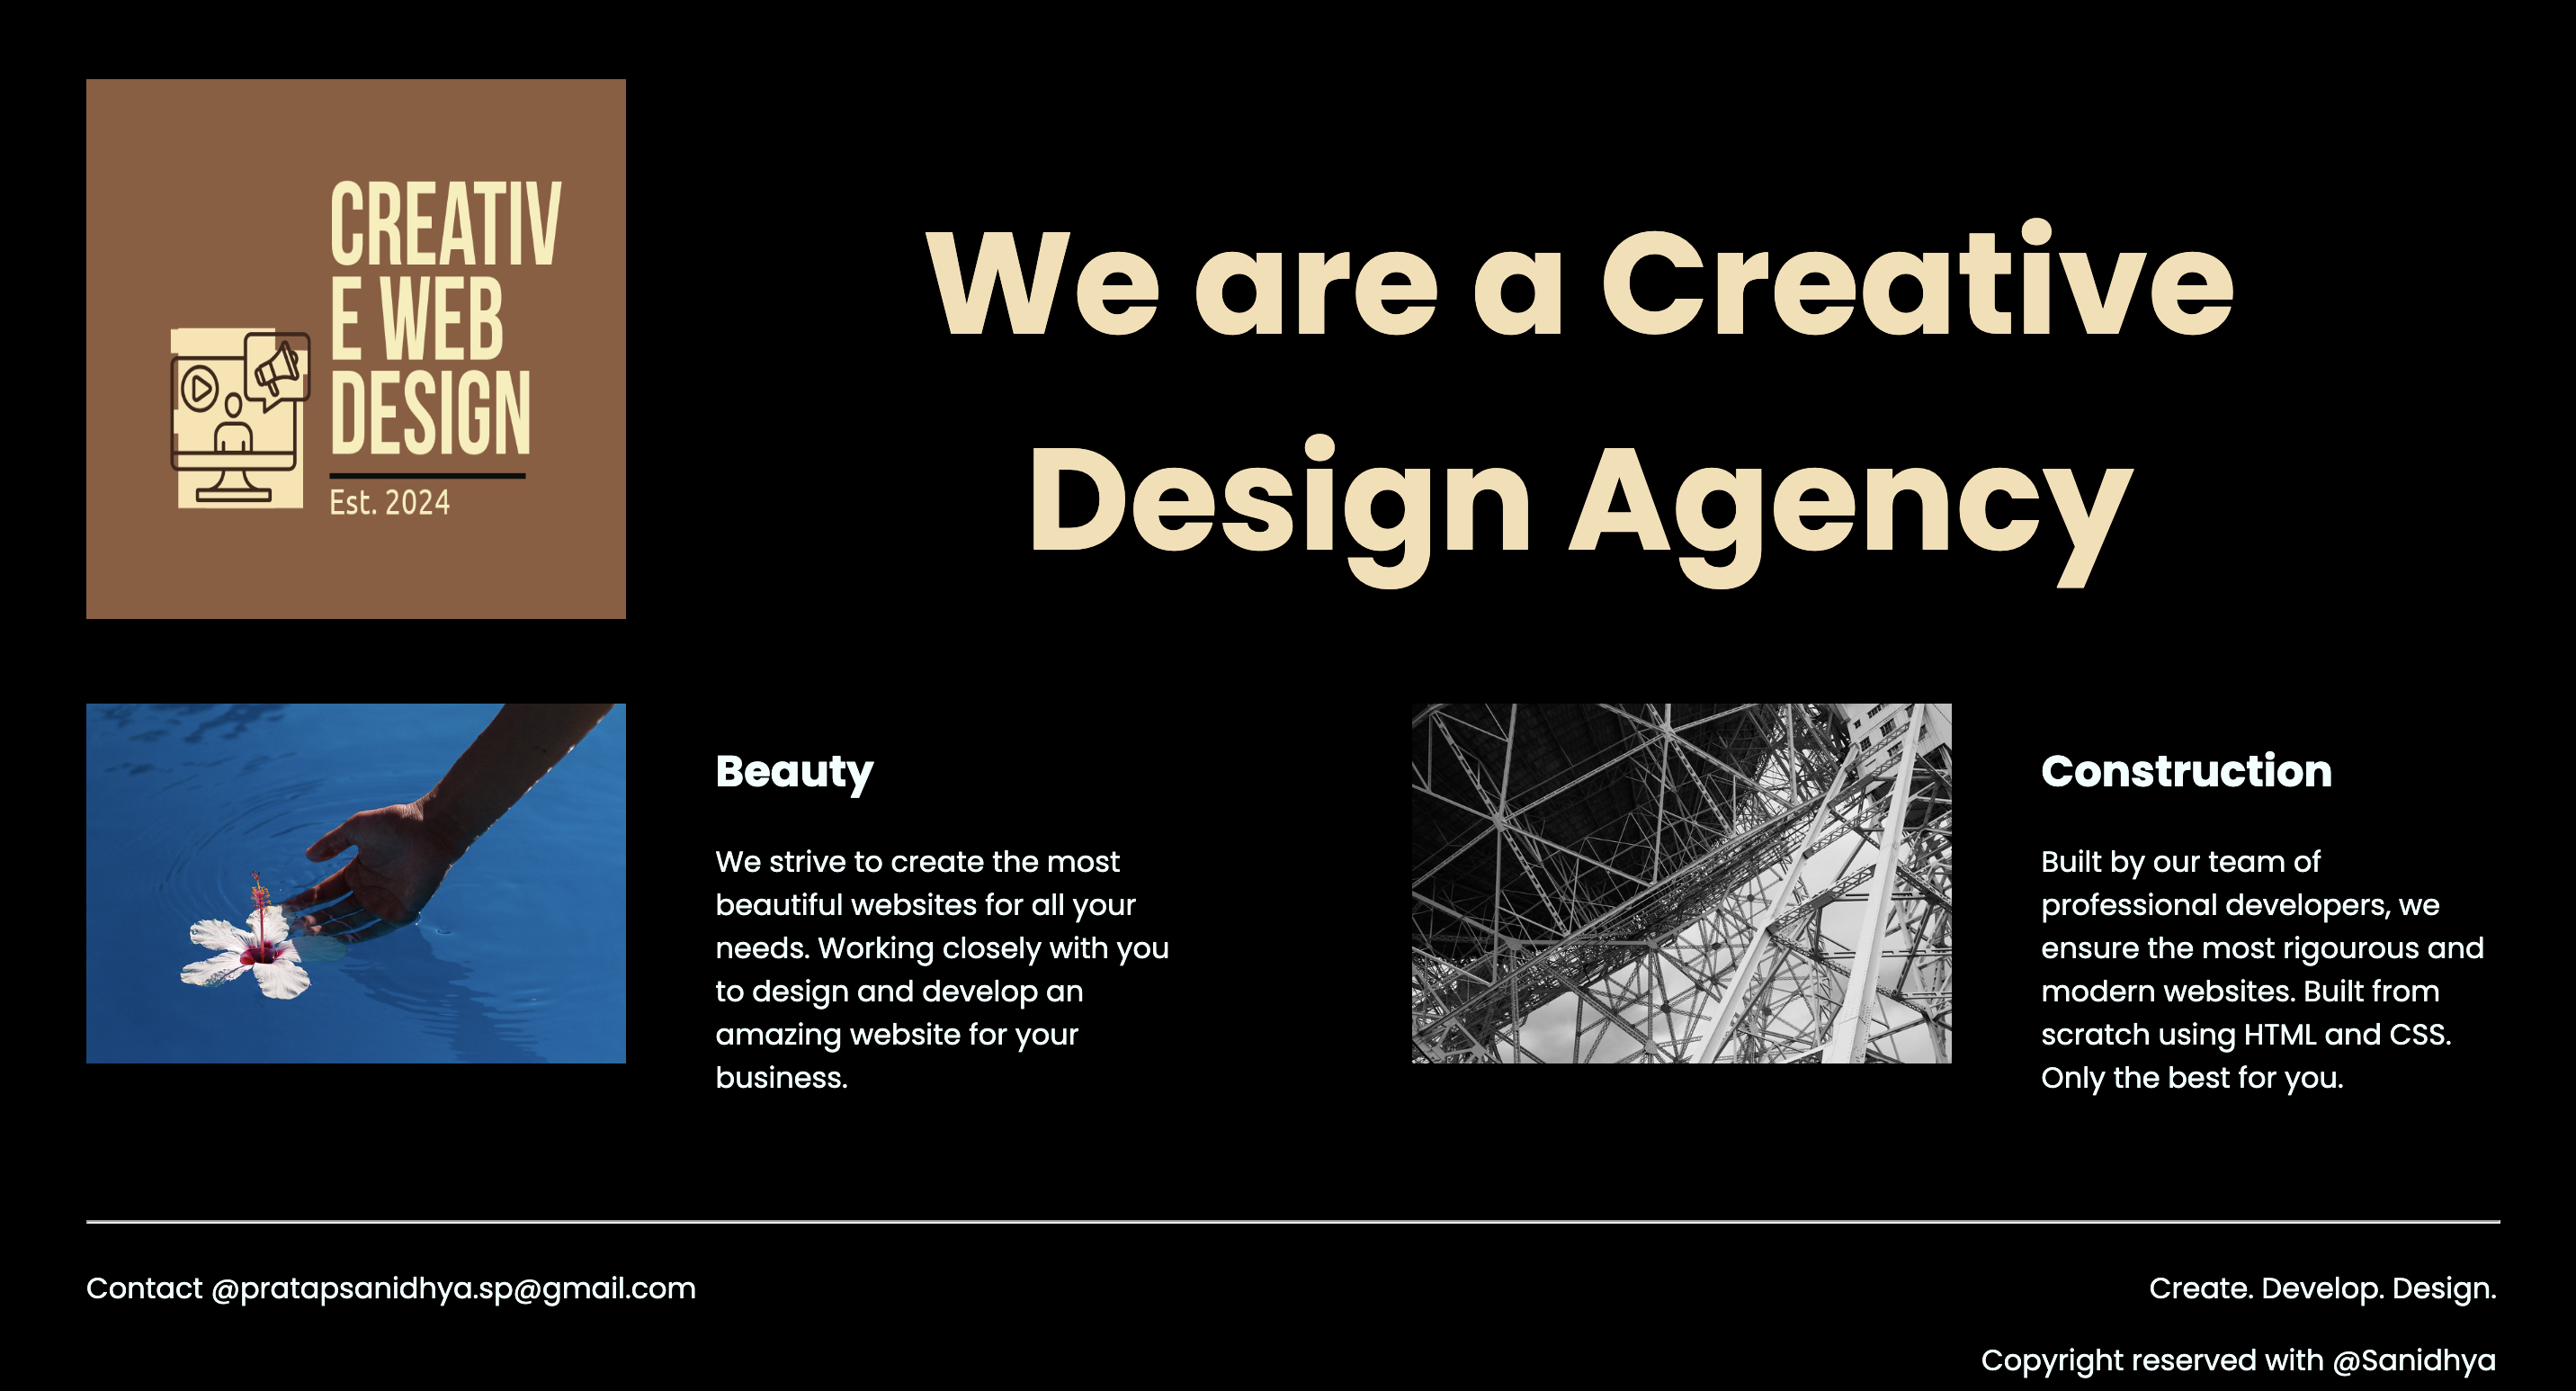 CREATIV
E WEB
DESIGN
Est. 2024
We are a Creative
Design Agency
Beauty
We strive to create the most
beautiful websites for all your
needs. Working closely with you
to design and develop an
amazing website for your
business.
Construction
Built by our team of
professional developers, we
ensure the most rigourous and
modern websites. Built from
scratch using HTML and CSS.
Only the best for you.
Contact @pratapsanidhya.sp@gmail.com
Create. Develop. Design.
Copyright reserved with @Sanidhya